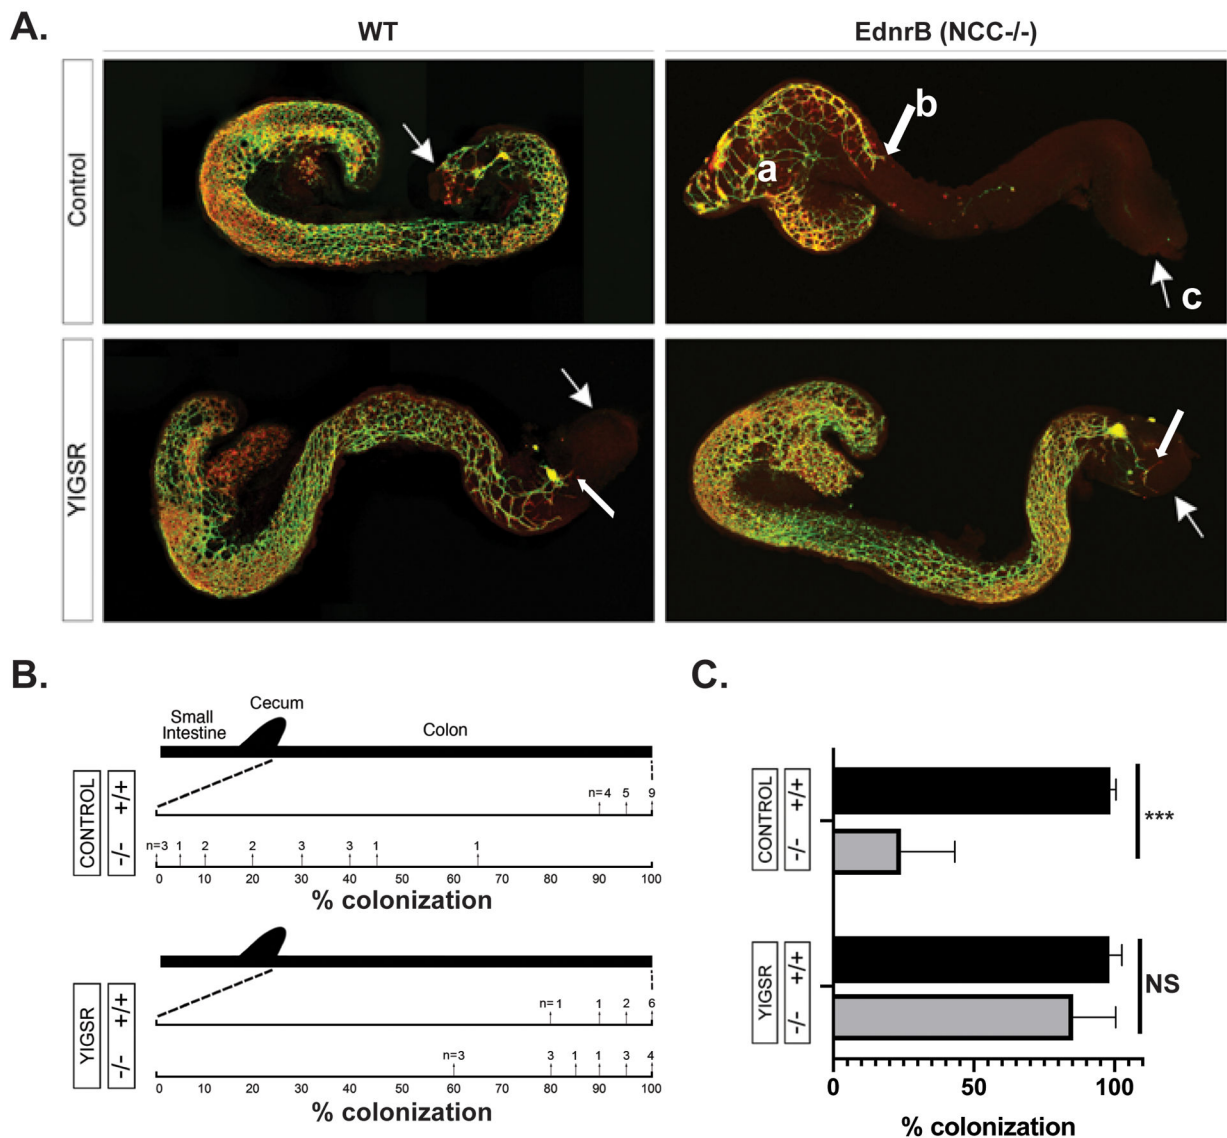 A.
WT
EdnrB (NCC-/-)
Control
b
a
c
YIGSR
B.
C.
Cecum
Small
Intestine
Colon
CONTROL
+/+
n=4 5 9
-/-
n=3 1 2 2 3 3 1 1
0 10 20 30 40 50 60 70 80 90 100
% colonization
YIGSR
+/+
n=1 1 2 6
-/-
n=3 3 1 1 3 4
0 10 20 30 40 50 60 70 80 90 100
% colonization
CONTROL
+/+
-/-
***
YIGSR
+/+
-/-
NS
0 50 100
% colonization